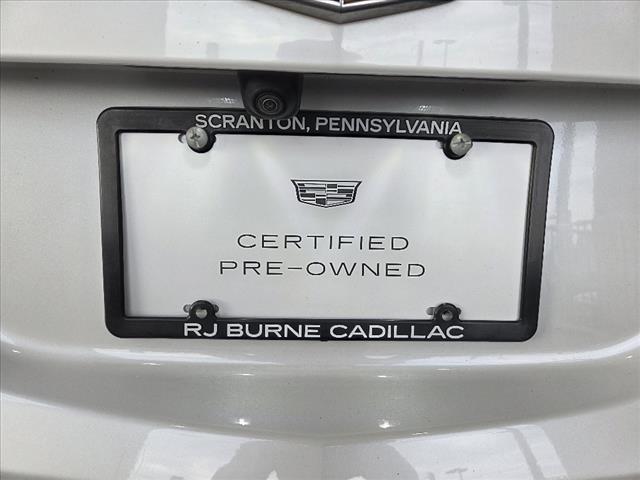 SCRANTON, PENNSYLVANIA
CERTIFIED
PRE-OWNED
RJ BURNE CADILLAC